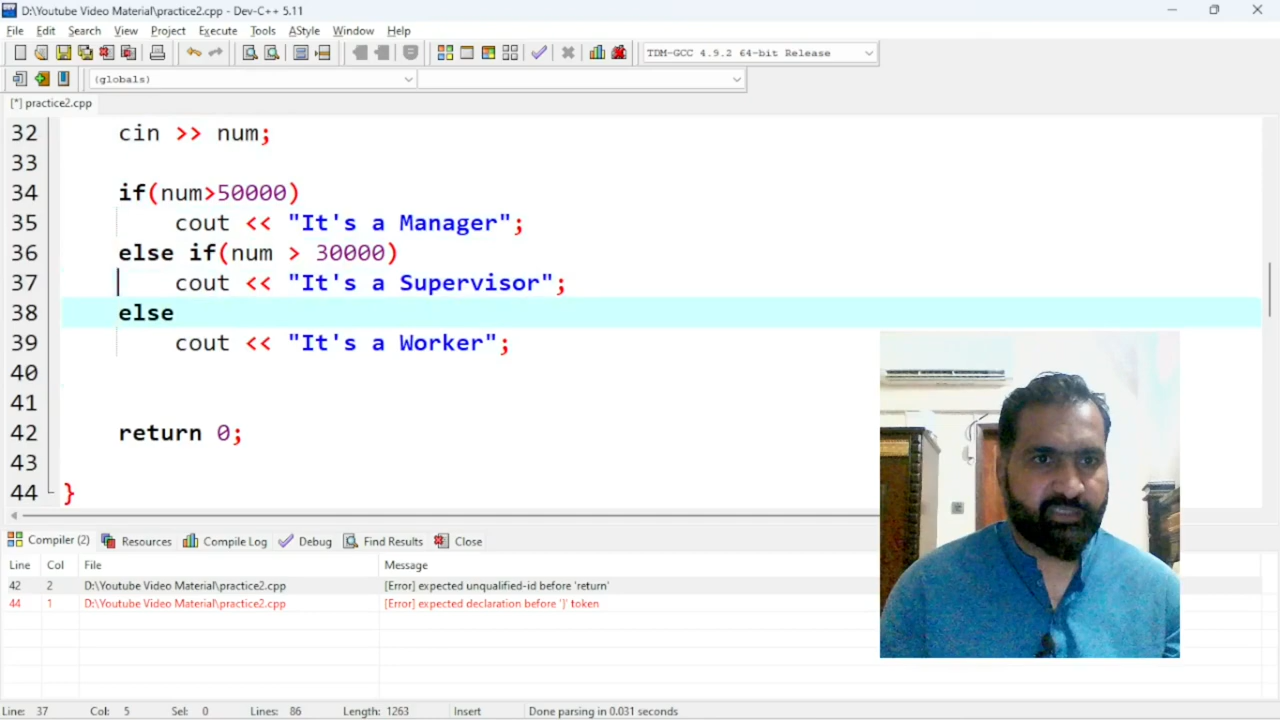 D:\Youtube Video Material\practice2.cpp - Dev-C++ 5.11
File Edit Search View Project Execute Tools AStyle Window Help
TDM-GCC 4.9.2 64-bit Release
(globals)
[*] practice2.cpp
32 cin >> num;
33
34 if(num>50000)
35 cout << "It's a Manager";
36 else if(num > 30000)
37 cout << "It's a Supervisor";
38 else
39 cout << "It's a Worker";
40
41
42 return 0;
43
44 }
Compiler (2) Resources Compile Log Debug Find Results Close
Line Col File Message
42 2 D:\Youtube Video Material\practice2.cpp [Error] expected unqualified-id before 'return'
44 1 D:\Youtube Video Material\practice2.cpp [Error] expected declaration before '}' token
Line: 37 Col: 5 Sel: 0 Lines: 86 Length: 1263 Insert Done parsing in 0.031 seconds